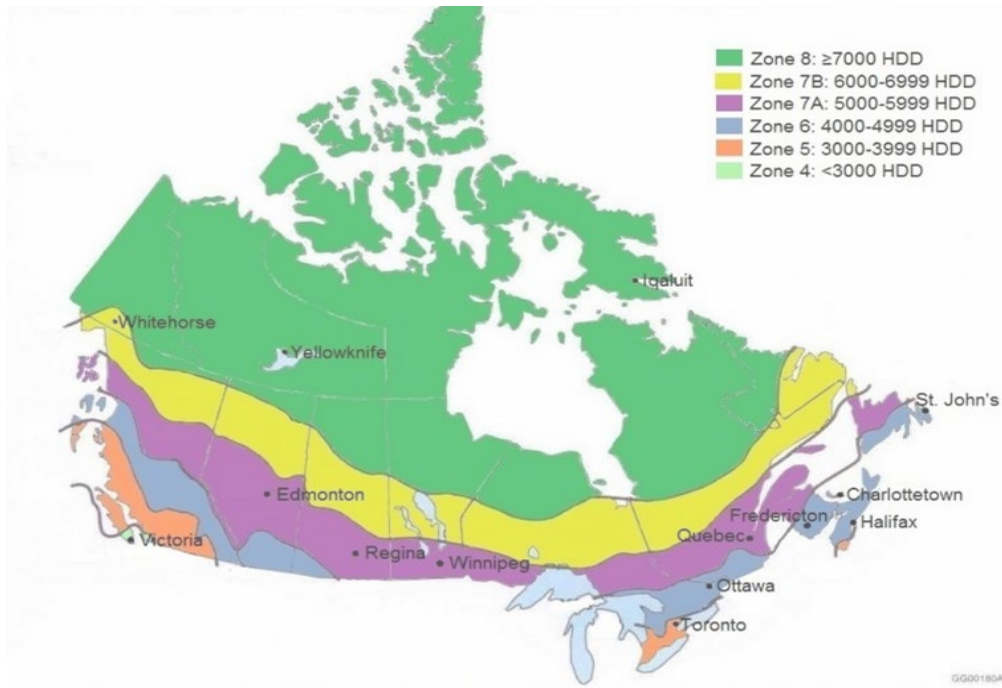 Zone 8: ≥7000 HDD
Zone 7B: 6000-6999 HDD
Zone 7A: 5000-5999 HDD
Zone 6: 4000-4999 HDD
Zone 5: 3000-3999 HDD
Zone 4: <3000 HDD
Iqaluit
Whitehorse
Yellowknife
St. John's
Edmonton
Charlottetown
Fredericton
Halifax
Quebec
Victoria
Regina
Winnipeg
Ottawa
Toronto
GG00180A